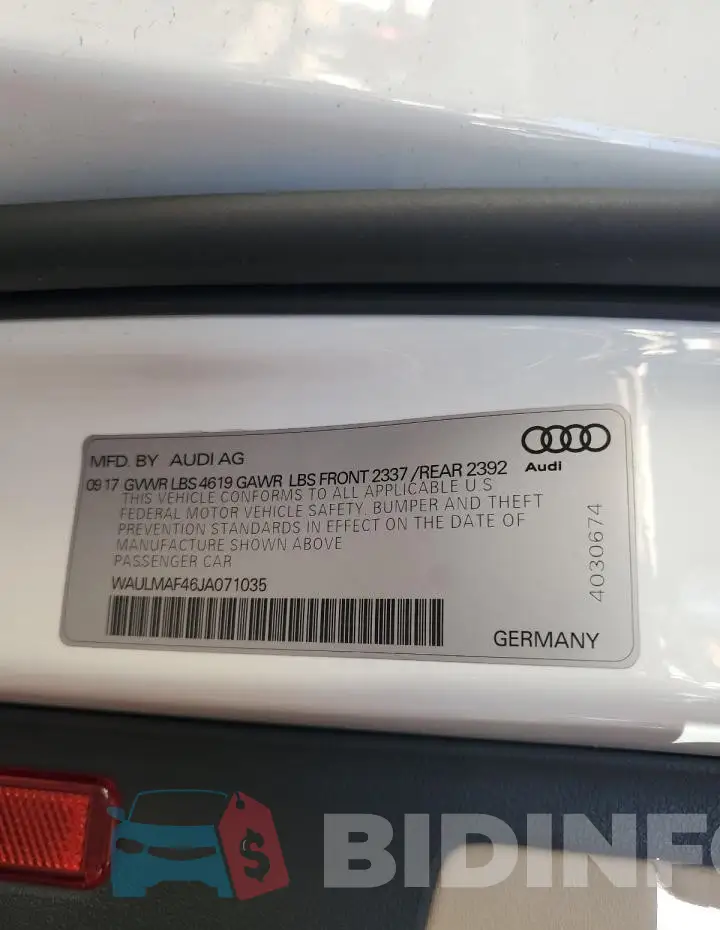 MFD. BY AUDI AG
Audi
09 17 GVWR LBS 4619 GAWR LBS FRONT 2337 /REAR 2392
THIS VEHICLE CONFORMS TO ALL APPLICABLE U S
FEDERAL MOTOR VEHICLE SAFETY, BUMPER AND THEFT
PREVENTION STANDARDS IN EFFECT ON THE DATE OF
MANUFACTURE SHOWN ABOVE
PASSENGER CAR
WAULMAF46JA071035
4030674
GERMANY
$ BIDINFO